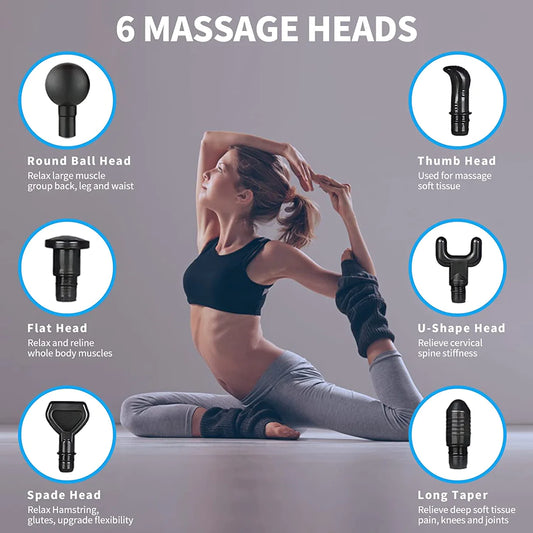 6 MASSAGE HEADS
Round Ball Head
Relax large muscle
group back, leg and waist
Thumb Head
Used for massage
soft tissue
Flat Head
Relax and reline
whole body muscles
U-Shape Head
Relieve cervical
spine stiffness
Spade Head
Relax Hamstring,
glutes, upgrade flexibility
Long Taper
Relieve deep soft tissue
pain, knees and joints